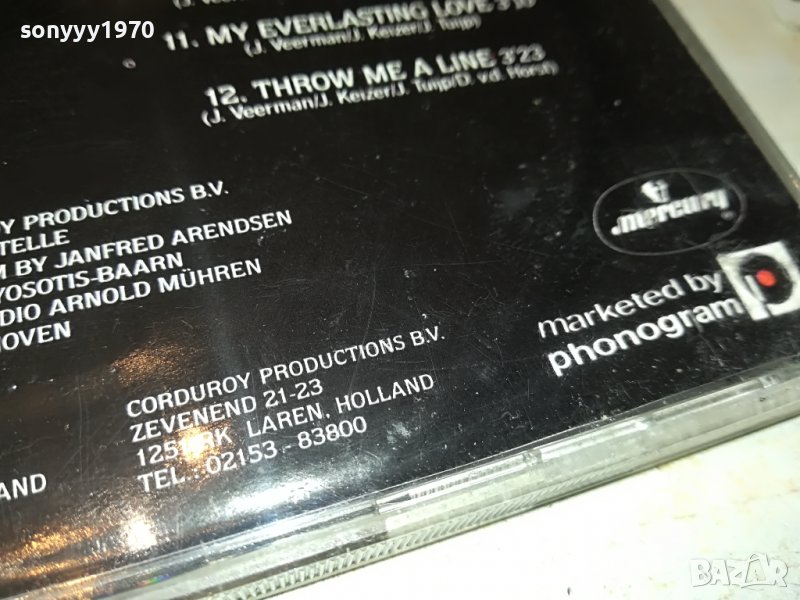 sonyyy1970
11. MY EVERLASTING LOVE
(J. Veerman/J. Keizer/J. Tuijp)
12. THROW ME A LINE 3'23
(J. Veerman/J. Keizer/J. Tuijp/D. v.d. Horst)
Y PRODUCTIONS B.V.
TELLE
M BY JANFRED ARENDSEN
YOSOTIS-BAARN
DIO ARNOLD MÜHREN
HOVEN
AND
CORDUROY PRODUCTIONS B.V.
ZEVENEND 21-23
LAREN, HOLLAND
TEL.: 02153 - 83800
mercury
marketed by
phonogram
BAZAR